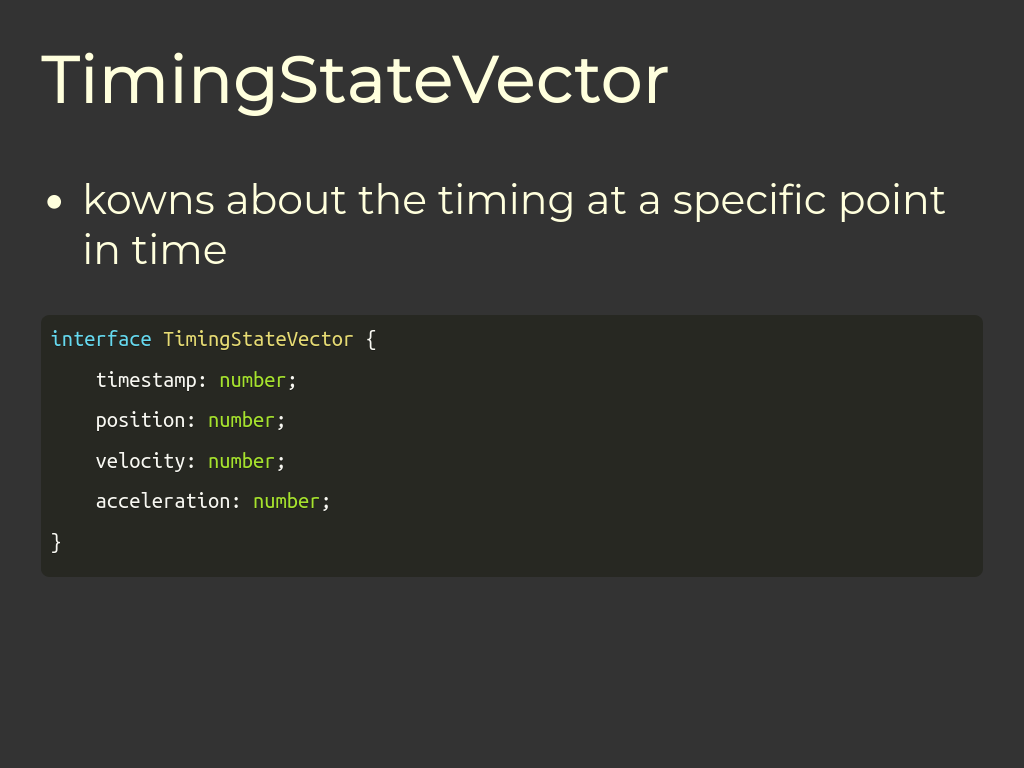 TimingStateVector
• kowns about the timing at a specific point
in time
interface TimingStateVector {
    timestamp: number;
    position: number;
    velocity: number;
    acceleration: number;
}